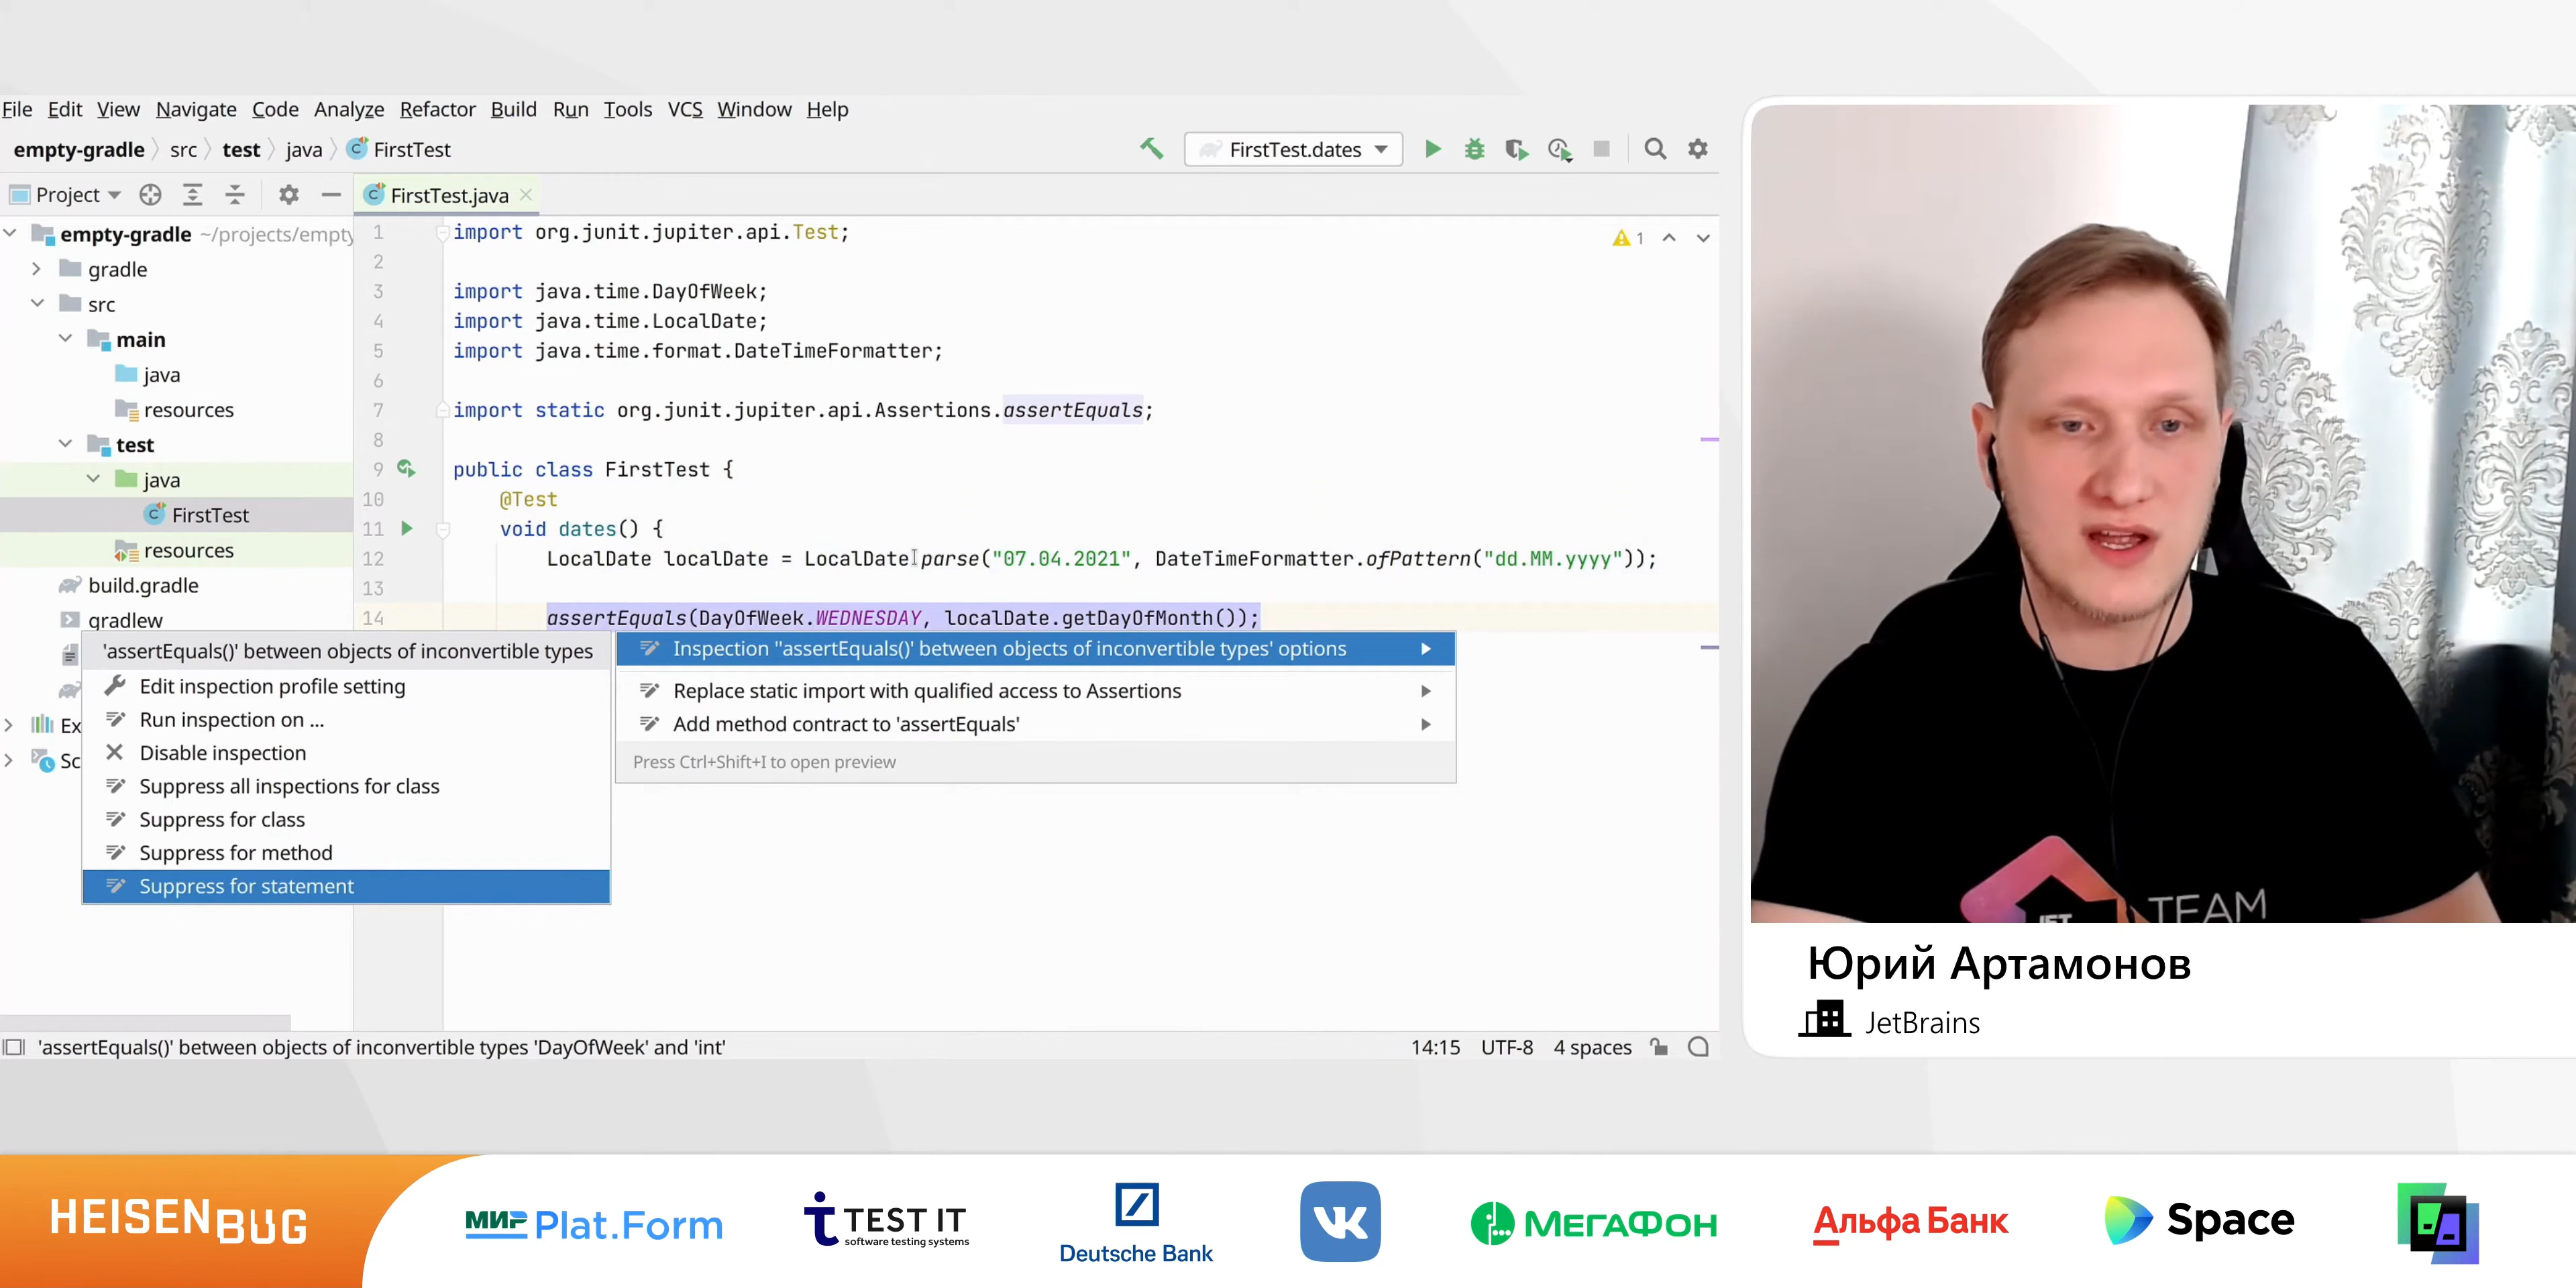 File Edit View Navigate Code Analyze Refactor Build Run Tools VCS Window Help
empty-gradle src test java FirstTest
FirstTest.dates
Project
FirstTest.java
empty-gradle ~/projects/empty
gradle
src
main
java
resources
test
java
FirstTest
resources
build.gradle
gradlew
Ex
Sc
1 import org.junit.jupiter.api.Test;
2
3 import java.time.DayOfWeek;
4 import java.time.LocalDate;
5 import java.time.format.DateTimeFormatter;
6
7 import static org.junit.jupiter.api.Assertions.assertEquals;
8
9 public class FirstTest {
10 @Test
11 void dates() {
12 LocalDate localDate = LocalDate.parse("07.04.2021", DateTimeFormatter.ofPattern("dd.MM.yyyy"));
13
14 assertEquals(DayOfWeek.WEDNESDAY, localDate.getDayOfMonth());
1
'assertEquals()' between objects of inconvertible types
Edit inspection profile setting
Run inspection on ...
Disable inspection
Suppress all inspections for class
Suppress for class
Suppress for method
Suppress for statement
Inspection "assertEquals()' between objects of inconvertible types' options
Replace static import with qualified access to Assertions
Add method contract to 'assertEquals'
Press Ctrl+Shift+I to open preview
'assertEquals()' between objects of inconvertible types 'DayOfWeek' and 'int'
14:15 UTF-8 4 spaces
JET TEAM
Юрий Артамонов
JetBrains
HEISENBUG
МИР Plat.Form
TEST IT
software testing systems
Deutsche Bank
VK
МЕГАФОН
Альфа Банк
Space